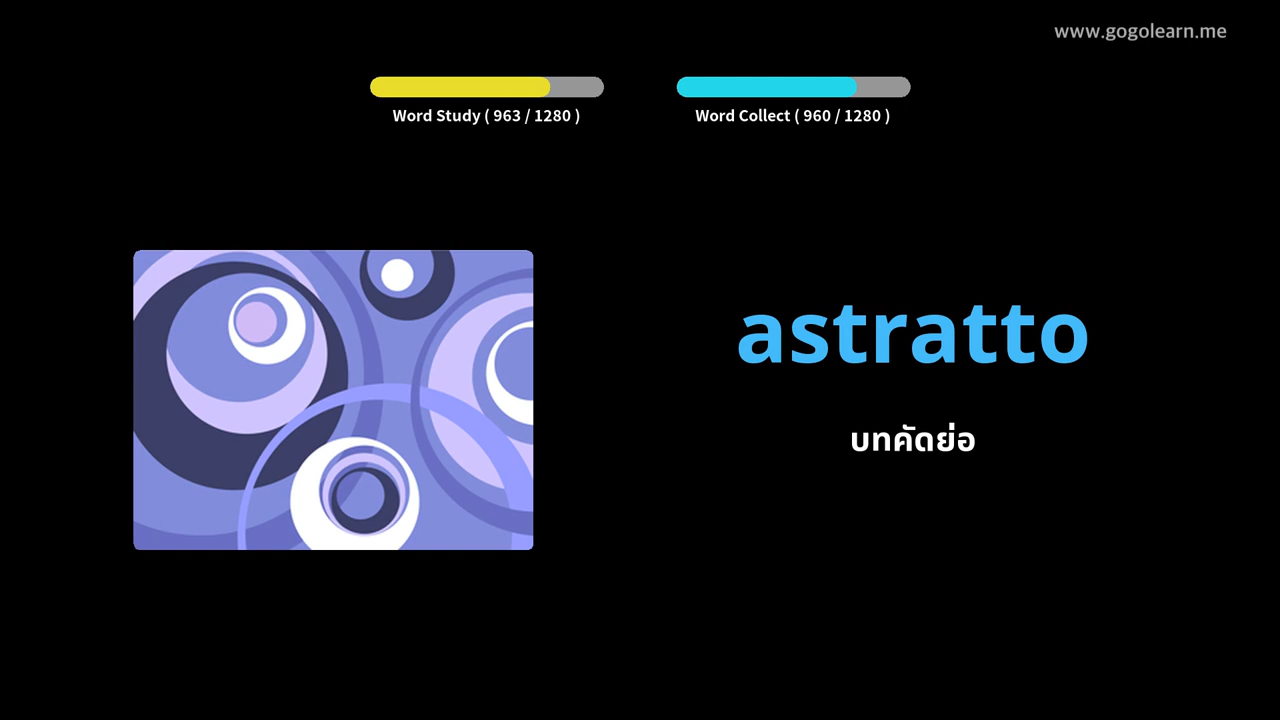 www.gogolearn.me
Word Study ( 963 / 1280 )
Word Collect ( 960 / 1280 )
astratto
บทคัดย่อ